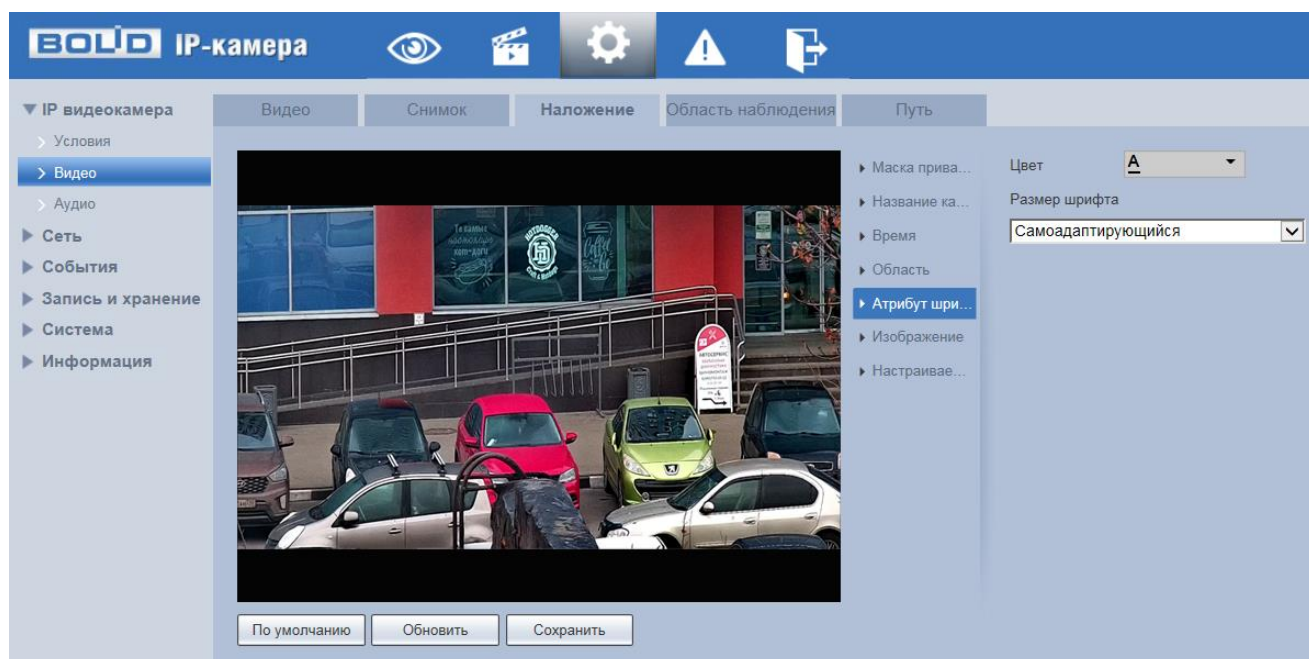 BOLID IP-камера
IP видеокамера
Условия
Видео
Аудио
Сеть
События
Запись и хранение
Система
Информация
Видео
Снимок
Наложение
Область наблюдения
Путь
АВТОСЕРВИС
Маска прива...
Название ка...
Время
Область
Атрибут шри...
Изображение
Настраивае...
Цвет
A
Размер шрифта
Самоадаптирующийся
По умолчанию
Обновить
Сохранить